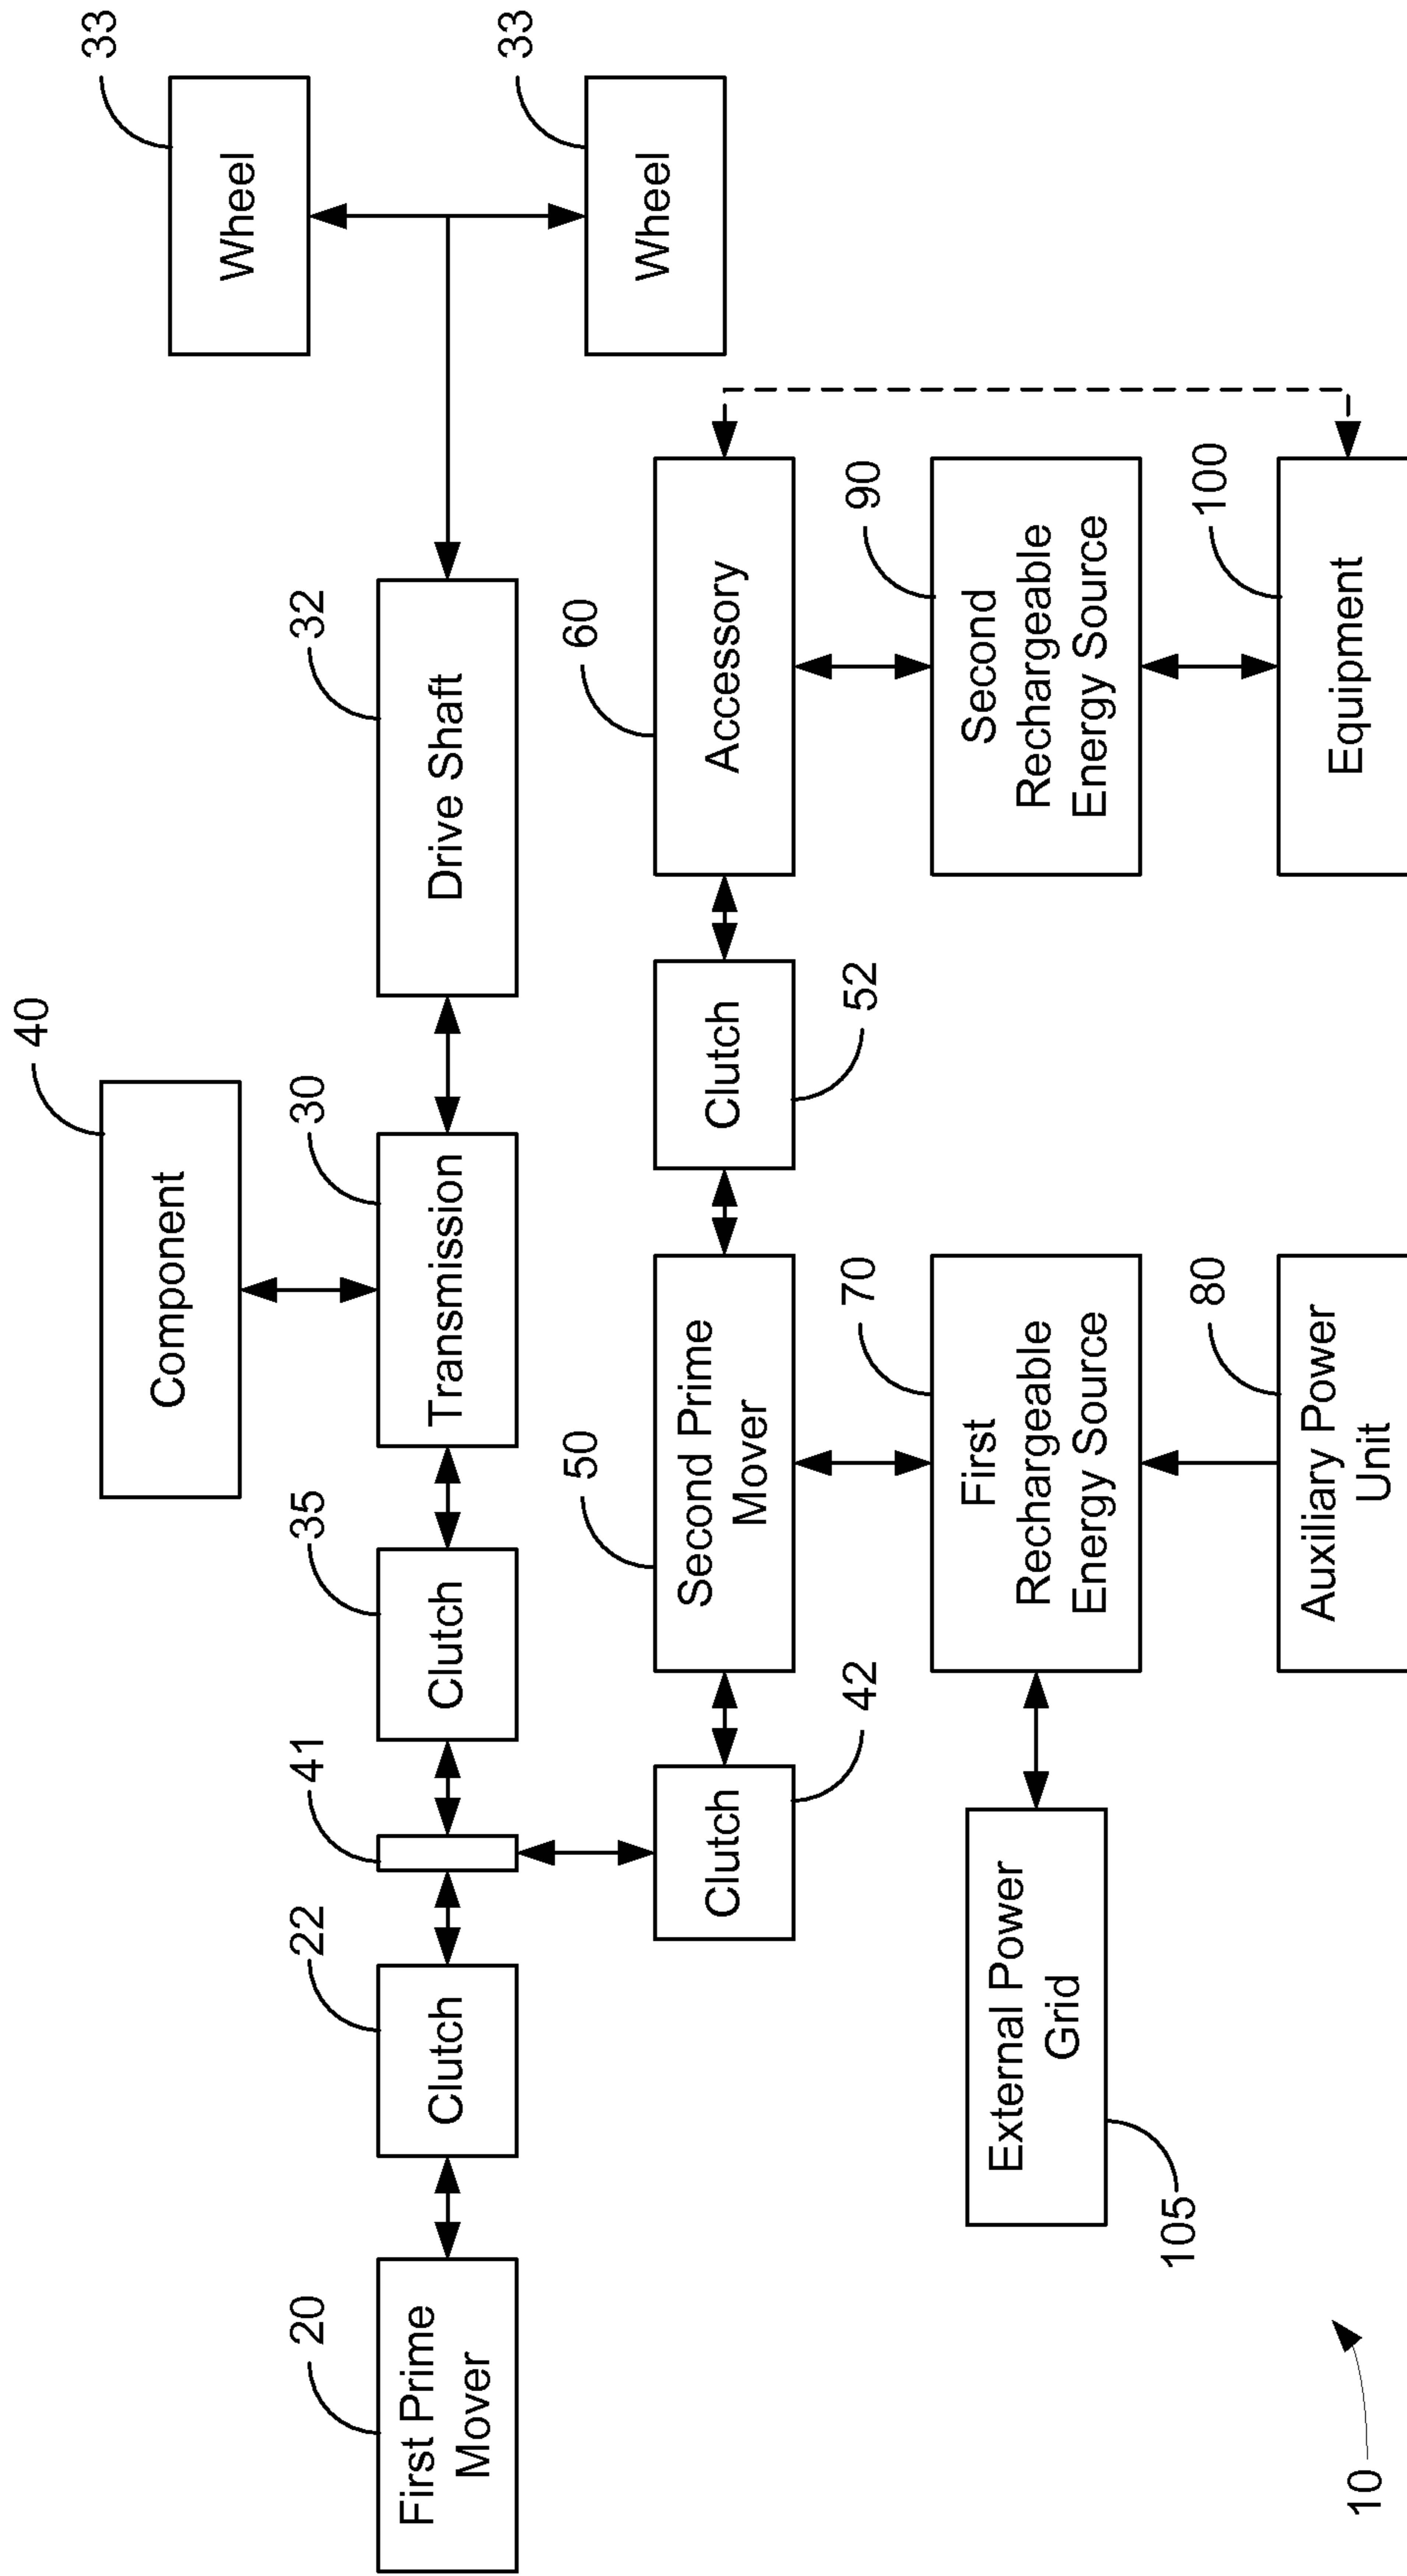 33
Wheel
33
Wheel
40
Component
20
First Prime
Mover
22
Clutch
41
35
Clutch
30
Transmission
32
Drive Shaft
Clutch
42
50
Second Prime
Mover
Clutch
52
60
Accessory
External Power
Grid
105
70
First
Rechargeable
Energy Source
90
Second
Rechargeable
Energy Source
80
Auxiliary Power
Unit
100
Equipment
10